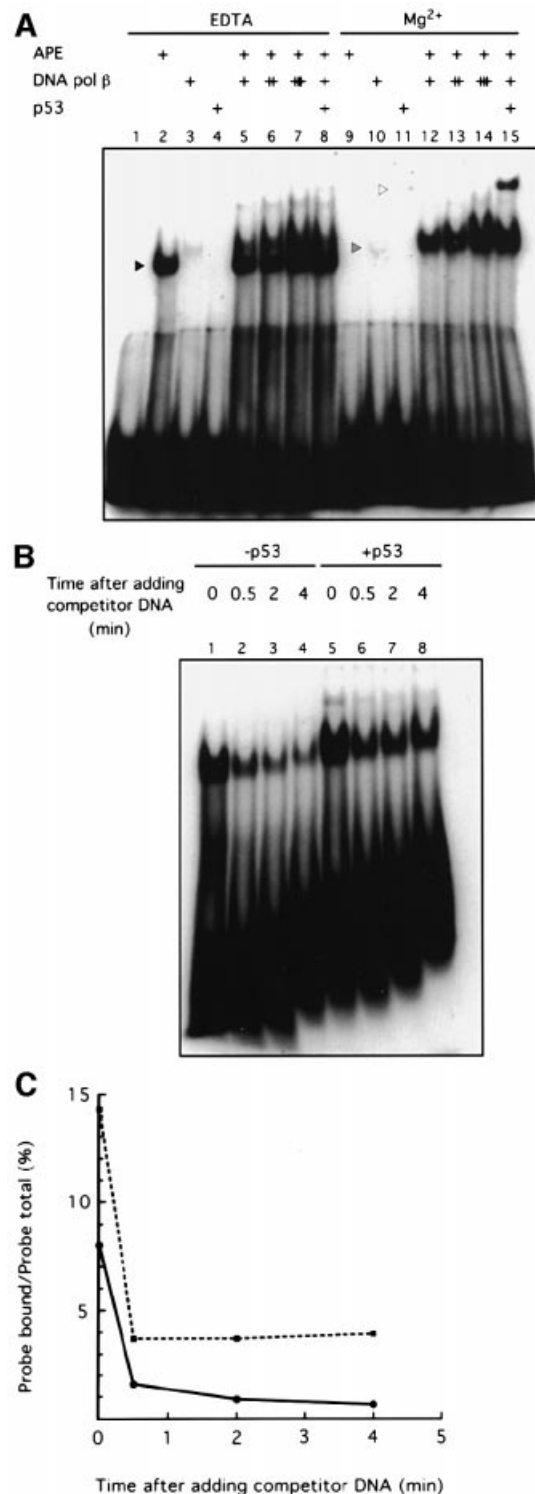 A
EDTA Mg2+
APE + + + + + + + + + +
DNA pol β + + ++ +++ + + + ++ +++ +
p53 + + + +
1 2 3 4 5 6 7 8 9 10 11 12 13 14 15
B
-p53 +p53
Time after adding 0 0.5 2 4 0 0.5 2 4
competitor DNA
(min)
1 2 3 4 5 6 7 8
C
Probe bound/Probe total (%)
15
10
5
0 1 2 3 4 5
Time after adding competitor DNA (min)